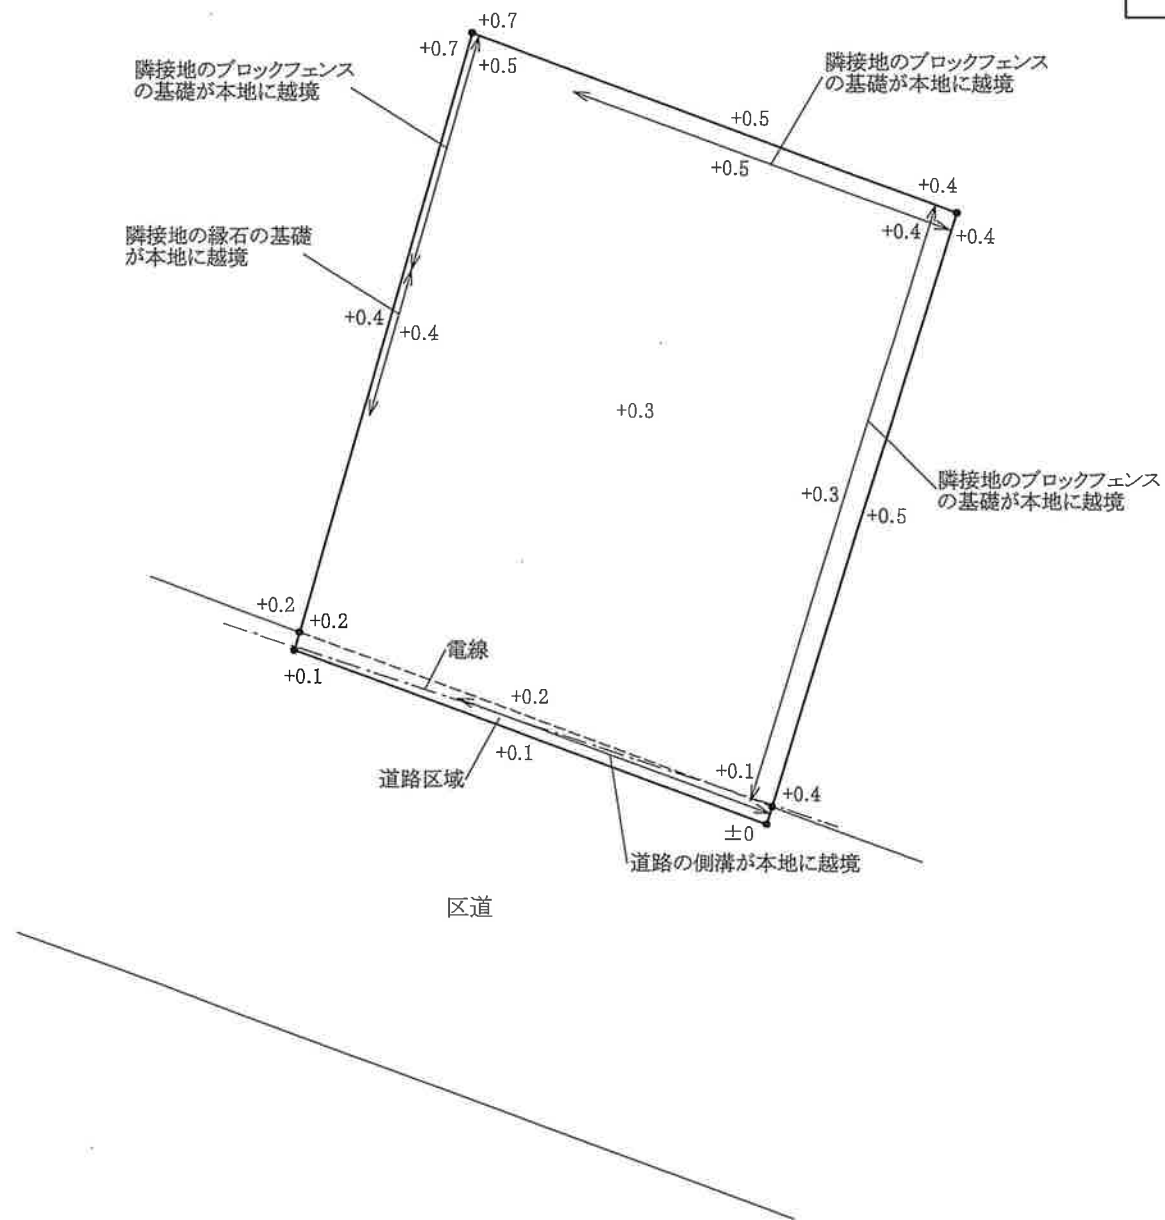 +0.7
+0.7
+0.5
隣接地のブロックフェンス
の基礎が本地に越境
隣接地のブロックフェンス
の基礎が本地に越境
+0.5
+0.5
+0.4
+0.4
+0.4
隣接地の縁石の基礎
が本地に越境
+0.4
+0.4
+0.3
隣接地のブロックフェンス
の基礎が本地に越境
+0.3
+0.5
+0.2
+0.2
電線
+0.1
+0.2
+0.1
道路区域
+0.1
+0.4
±0
道路の側溝が本地に越境
区道